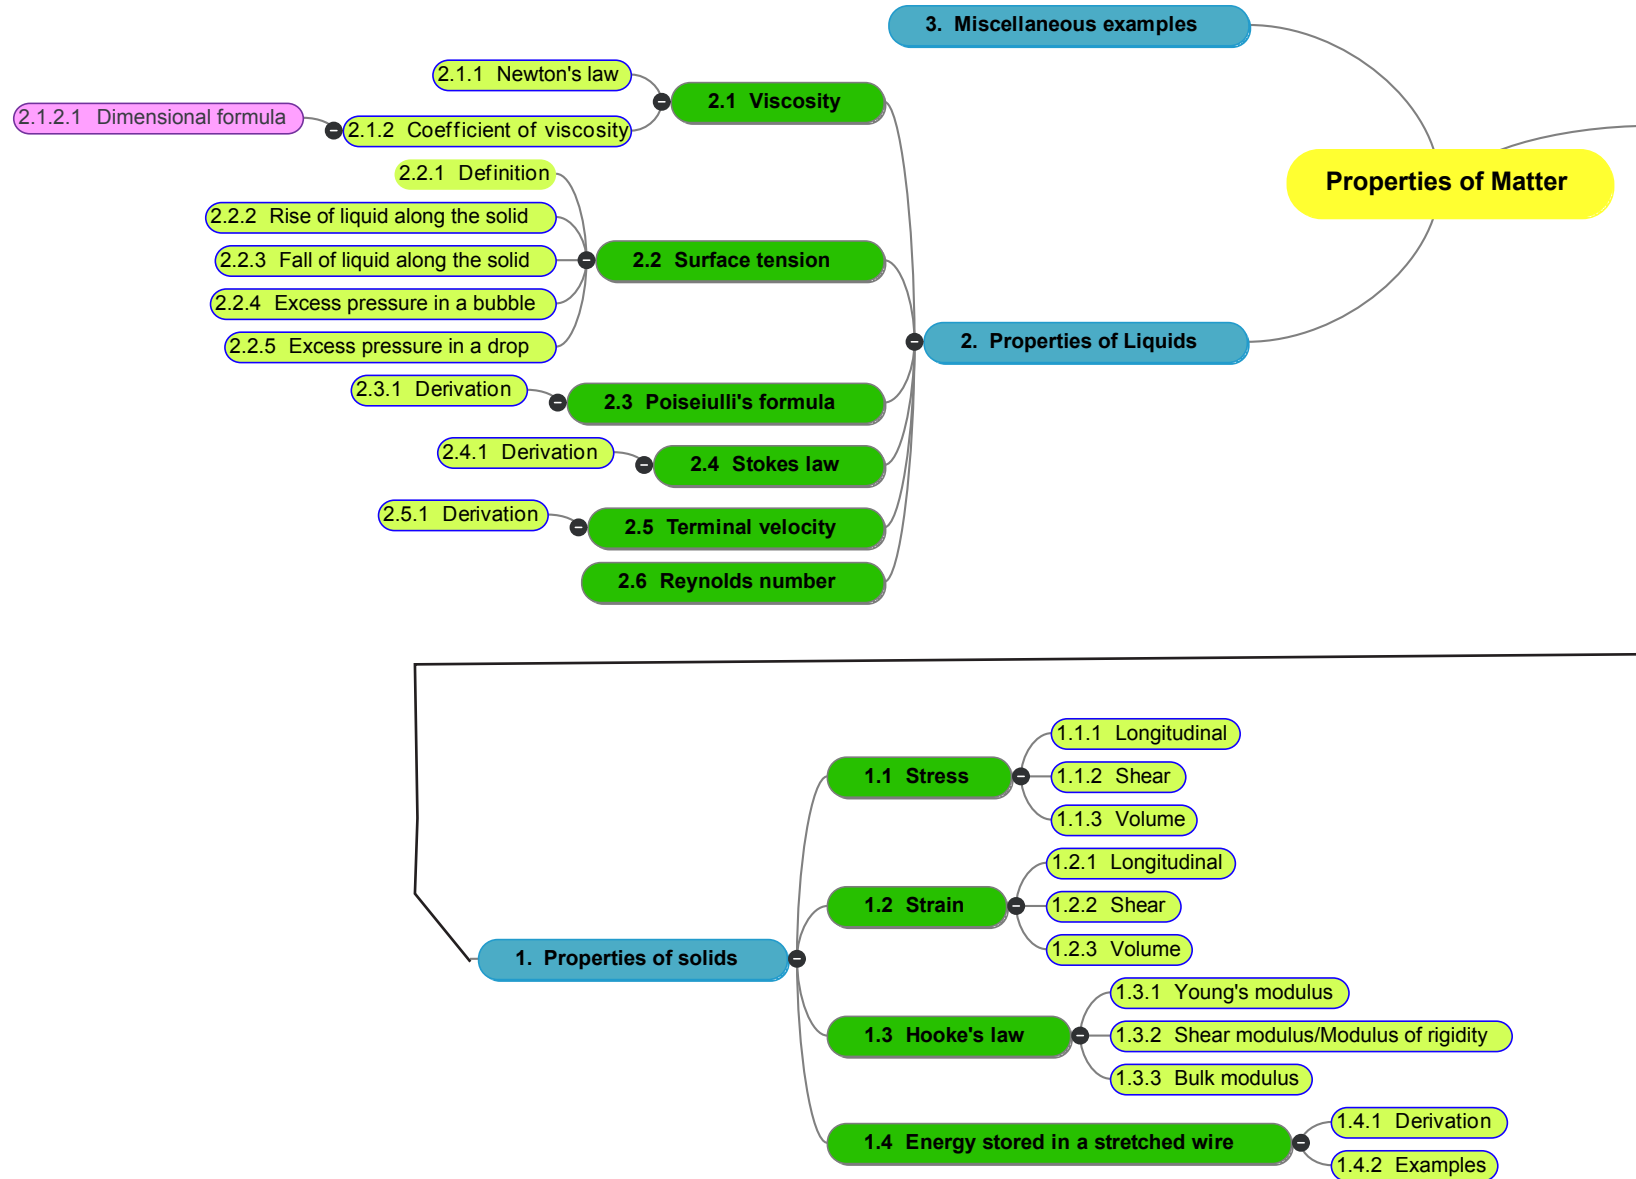 Properties of Matter
3. Miscellaneous examples
2. Properties of Liquids
2.1 Viscosity
2.1.1 Newton's law
2.1.2 Coefficient of viscosity
2.1.2.1 Dimensional formula
2.2 Surface tension
2.2.1 Definition
2.2.2 Rise of liquid along the solid
2.2.3 Fall of liquid along the solid
2.2.4 Excess pressure in a bubble
2.2.5 Excess pressure in a drop
2.3 Poiseiulli's formula
2.3.1 Derivation
2.4 Stokes law
2.4.1 Derivation
2.5 Terminal velocity
2.5.1 Derivation
2.6 Reynolds number
1. Properties of solids
1.1 Stress
1.1.1 Longitudinal
1.1.2 Shear
1.1.3 Volume
1.2 Strain
1.2.1 Longitudinal
1.2.2 Shear
1.2.3 Volume
1.3 Hooke's law
1.3.1 Young's modulus
1.3.2 Shear modulus/Modulus of rigidity
1.3.3 Bulk modulus
1.4 Energy stored in a stretched wire
1.4.1 Derivation
1.4.2 Examples